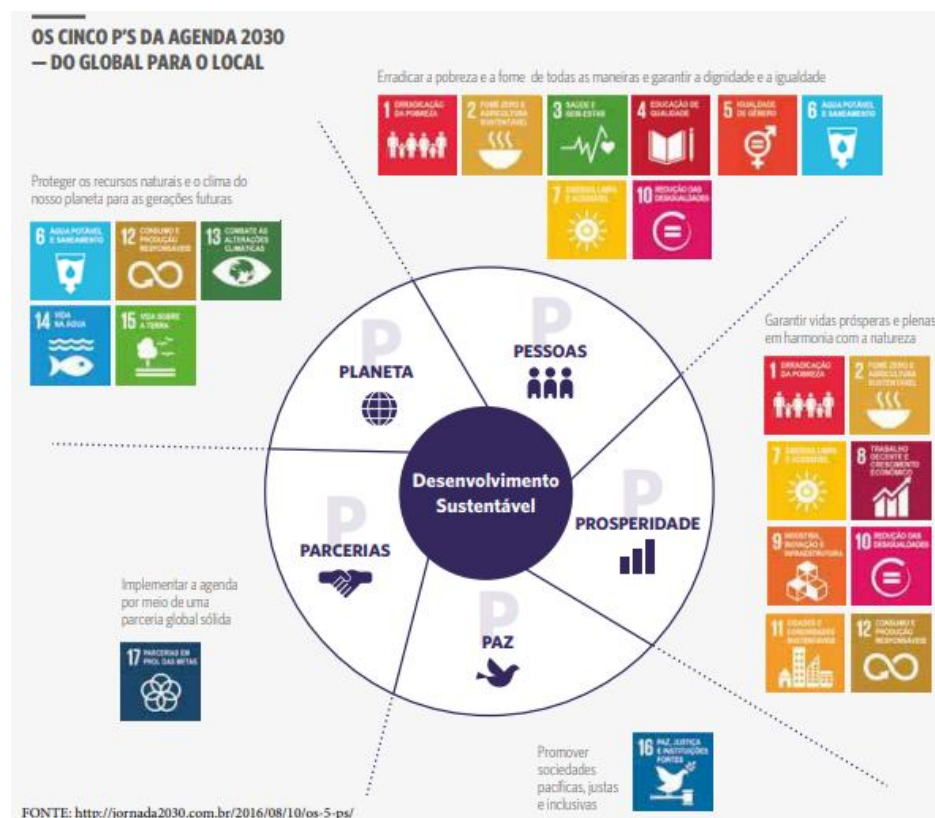 OS CINCO P'S DA AGENDA 2030
— DO GLOBAL PARA O LOCAL
Erradicar a pobreza e a fome de todas as maneiras e garantir a dignidade e a igualdade
1 ERRADICAÇÃO
DA POBREZA
2 FOME ZERO E
AGRICULTURA
SUSTENTÁVEL
3 SAÚDE E
BEM-ESTAR
4 EDUCAÇÃO DE
QUALIDADE
5 IGUALDADE
DE GÊNERO
6 ÁGUA POTÁVEL
E SANEAMENTO
7 ENERGIA LIMPA
E ACESSÍVEL
10 REDUÇÃO DAS
DESIGUALDADES
Proteger os recursos naturais e o clima do
nosso planeta para as gerações futuras
6 ÁGUA POTÁVEL
E SANEAMENTO
12 CONSUMO E
PRODUÇÃO
RESPONSÁVEIS
13 COMBATE ÀS
ALTERAÇÕES
CLIMÁTICAS
14 VIDA
NA ÁGUA
15 VIDA SOBRE
A TERRA
P
PLANETA
P
PESSOAS
Desenvolvimento
Sustentável
P
PARCERIAS
P
PROSPERIDADE
P
PAZ
Garantir vidas prósperas e plenas,
em harmonia com a natureza
1 ERRADICAÇÃO
DA POBREZA
2 FOME ZERO E
AGRICULTURA
SUSTENTÁVEL
7 ENERGIA LIMPA
E ACESSÍVEL
8 TRABALHO
DECENTE E
CRESCIMENTO
ECONÔMICO
9 INDÚSTRIA,
INOVAÇÃO E
INFRAESTRUTURA
10 REDUÇÃO DAS
DESIGUALDADES
11 CIDADES E
COMUNIDADES
SUSTENTÁVEIS
12 CONSUMO E
PRODUÇÃO
RESPONSÁVEIS
Implementar a agenda
por meio de uma
parceria global sólida
17 PARCERIAS EM
PROL DAS METAS
Promover
sociedades
pacíficas, justas
e inclusivas
16 PAZ, JUSTIÇA
E INSTITUIÇÕES
FORTES
FONTE: http://jornada2030.com.br/2016/08/10/os-5-ps/